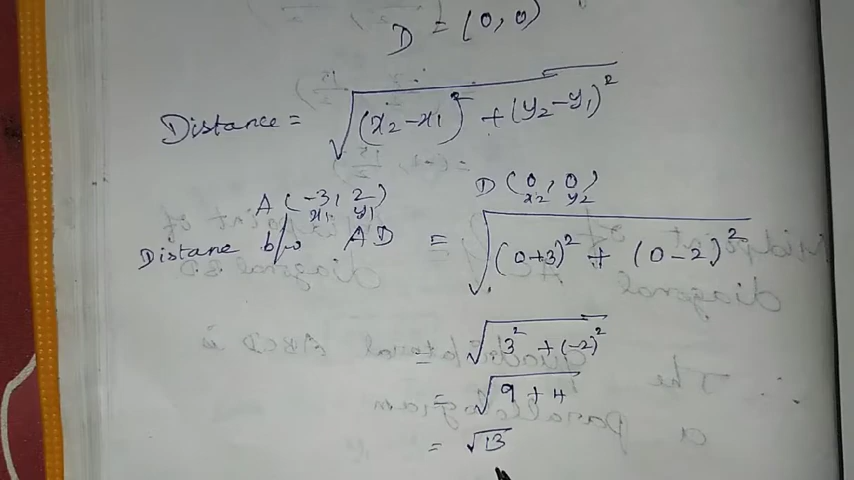 D = (0, 0)
Distance = √(x₂-x₁)² + (y₂-y₁)²
A (-3, 2) D (0, 0)
x₁ y₁ x₂ y₂
Distane b/w AD = √(0+3)² + (0-2)²
√3² + (-2)²
= √9 + 4
= √13